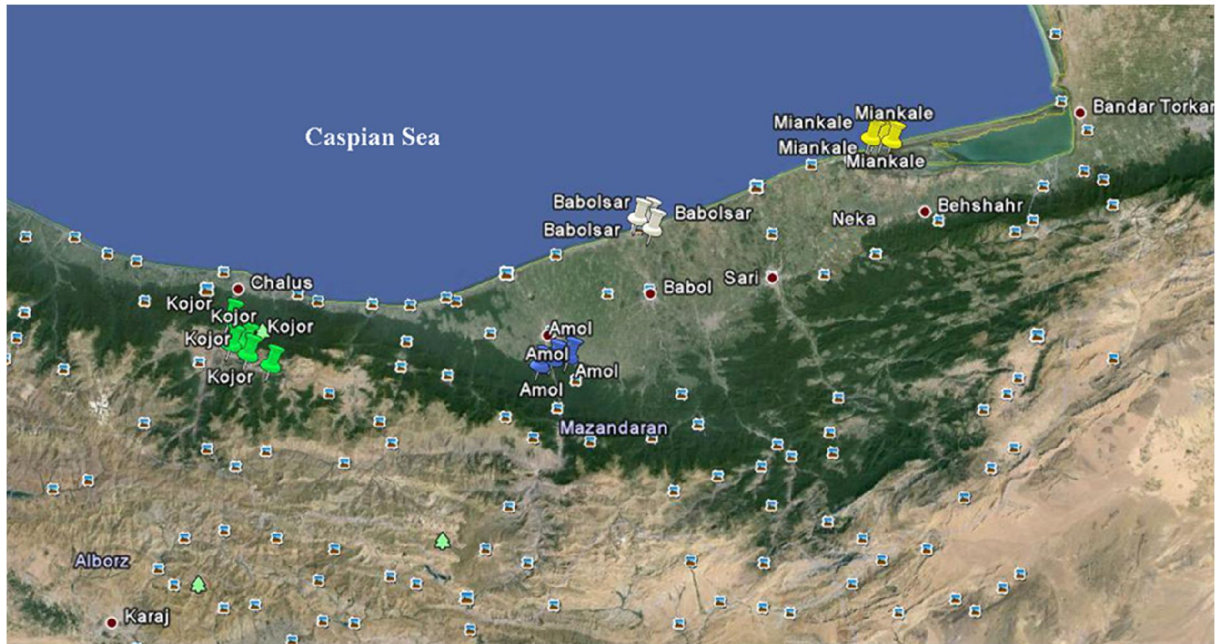 Miankale
Miankale
Bandar Torkar
Caspian Sea
Miankale
Miankale
Babolsar
Babolsar
Babolsar
Behshahr
Neka
Chalus
Sari
Babol
Kojor
Kojor
Kojor
Kojor
Kojor
Amol
Amol
Amol
Amol
Mazandaran
Alborz
Karaj